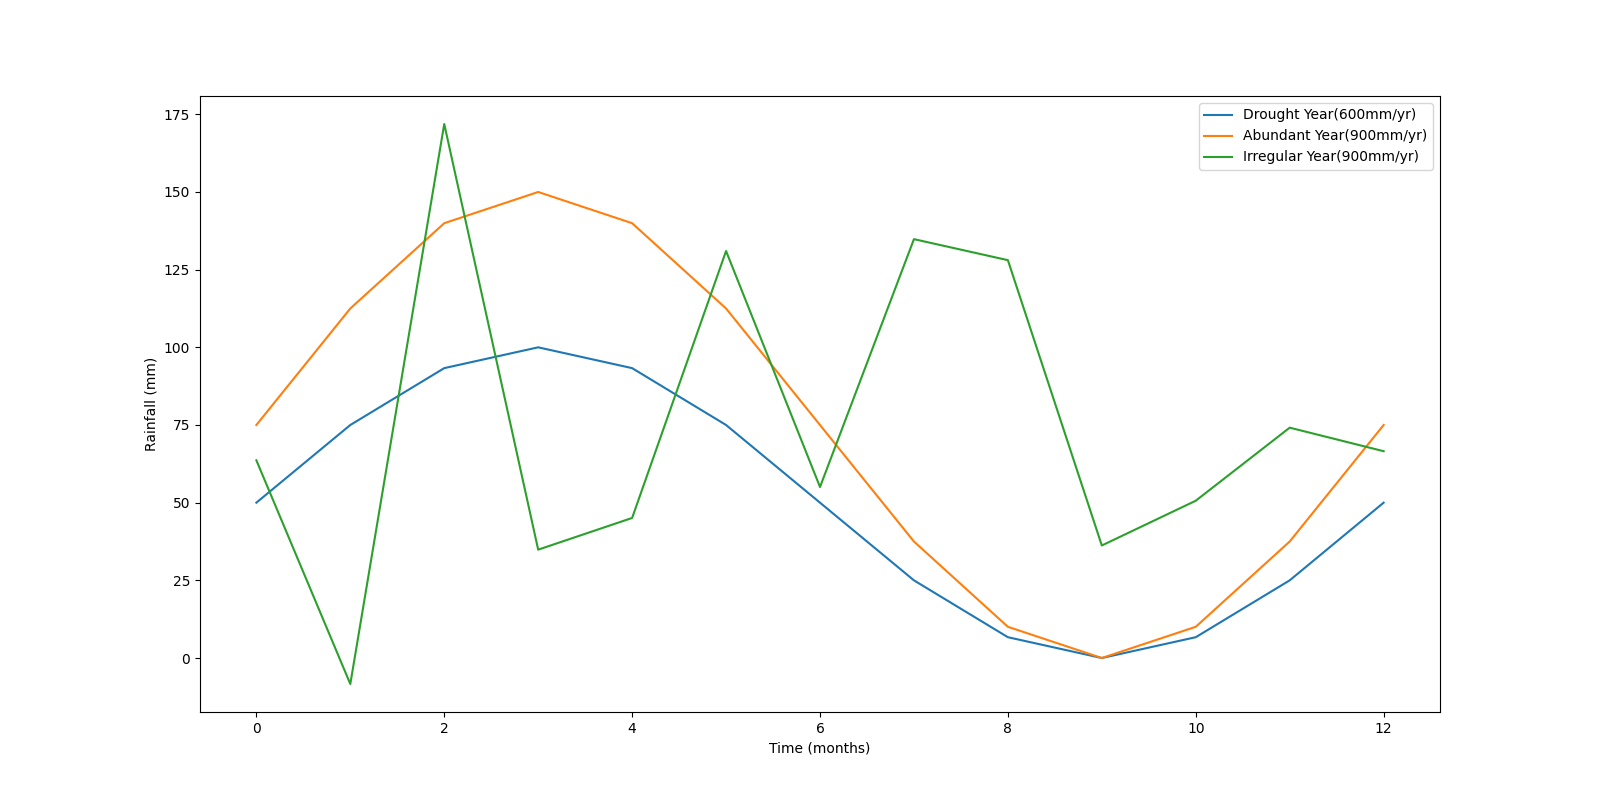 175
150
125
100
75
50
25
0
Rainfall (mm)
0 2 4 6 8 10 12
Time (months)
Drought Year(600mm/yr)
Abundant Year(900mm/yr)
Irregular Year(900mm/yr)